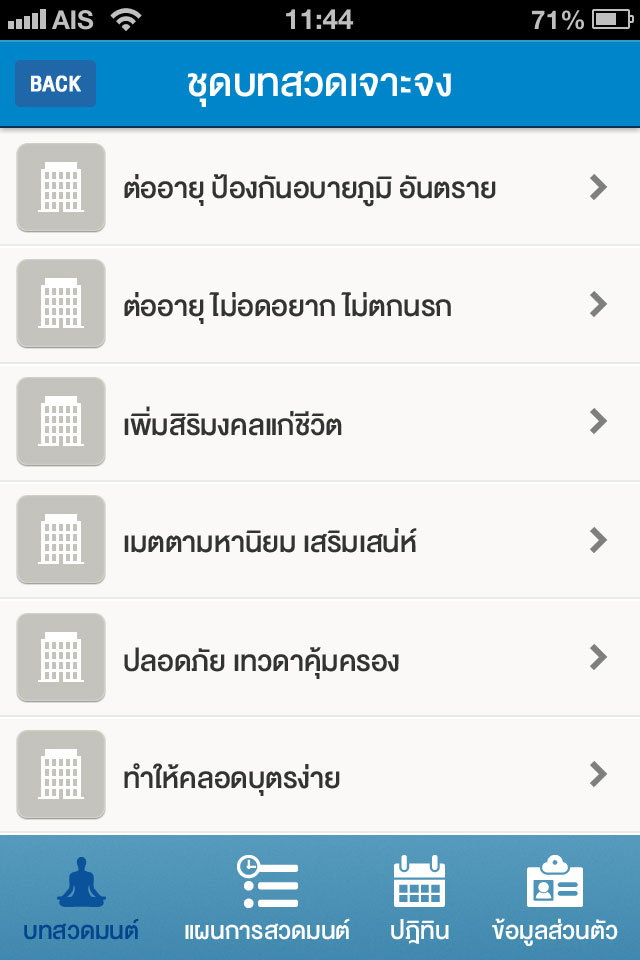 AIS 11:44 71%
BACK ชุดบทสวดเจาะจง
ต่ออายุ ป้องกันอบายภูมิ อันตราย
ต่ออายุ ไม่อดอยาก ไม่ตกนรก
เพิ่มสิริมงคลแก่ชีวิต
เมตตามหานิยม เสริมเสน่ห์
ปลอดภัย เทวดาคุ้มครอง
ทำให้คลอดบุตรง่าย
บทสวดมนต์ แผนการสวดมนต์ ปฎิทิน ข้อมูลส่วนตัว